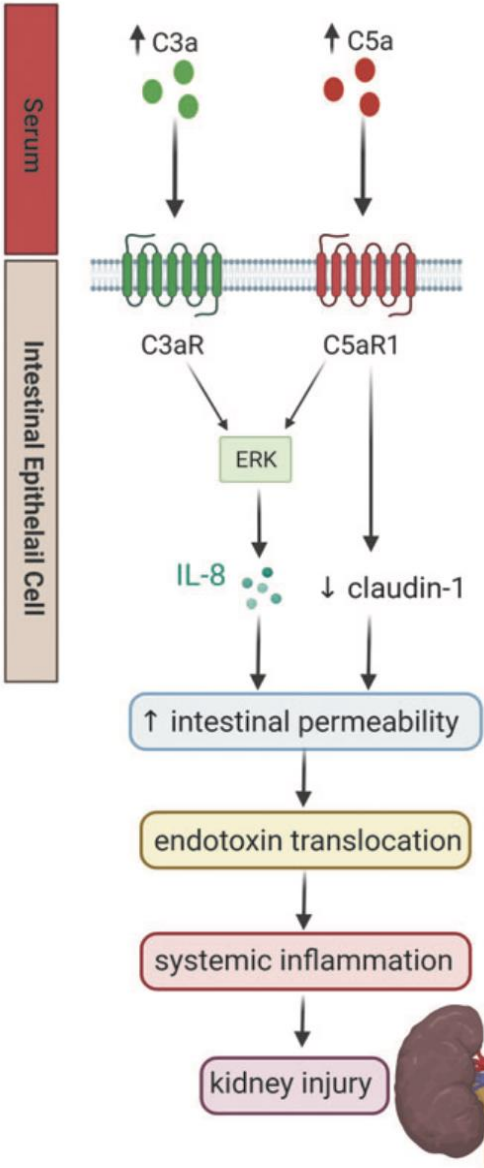 Serum
↑ C3a
↑ C5a
Intestinal Epithelail Cell
C3aR
C5aR1
ERK
IL-8
↓ claudin-1
↑ intestinal permeability
endotoxin translocation
systemic inflammation
kidney injury